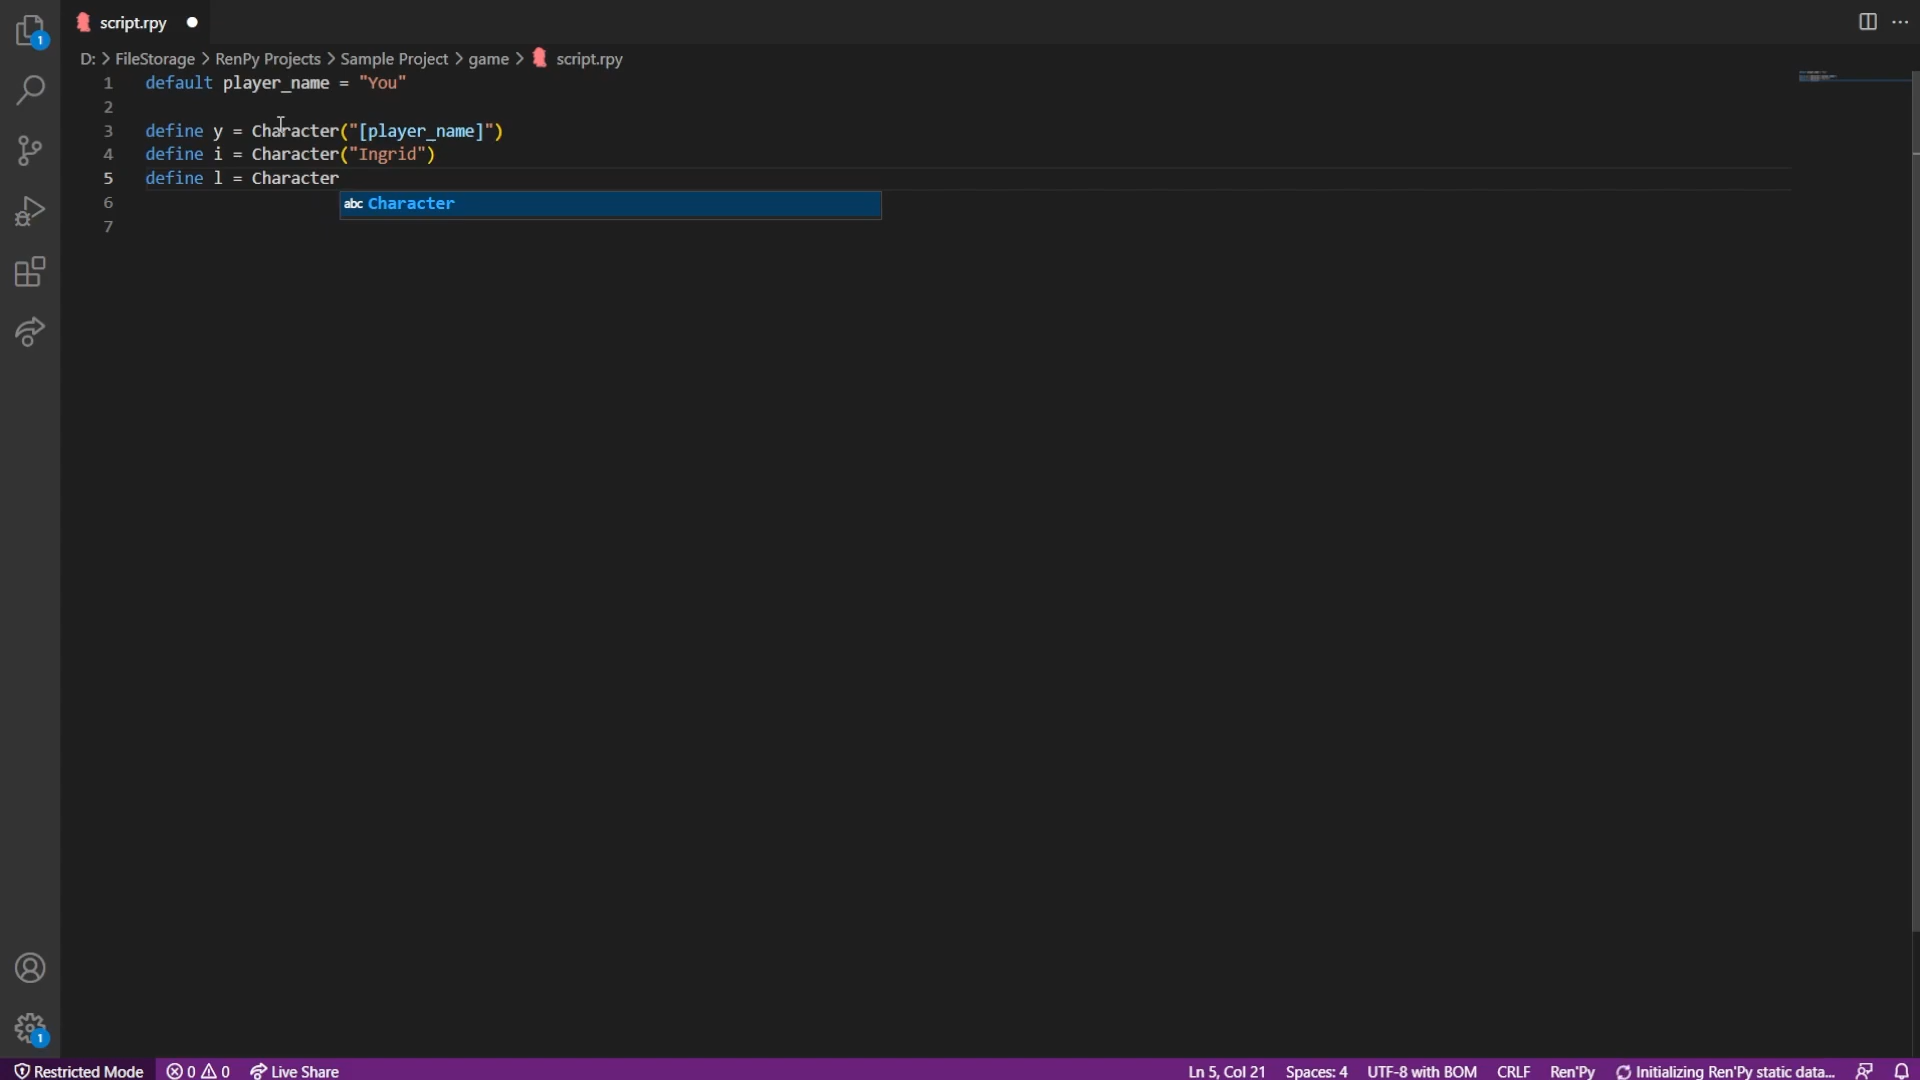 1
script.rpy
D: > FileStorage > RenPy Projects > Sample Project > game > script.rpy
1 default player_name = "You"
2
3 define y = Character("[player_name]")
4 define i = Character("Ingrid")
5 define l = Character
6 abc Character
7
1
Restricted Mode 0 0 Live Share Ln 5, Col 21 Spaces: 4 UTF-8 with BOM CRLF Ren'Py Initializing Ren'Py static data...